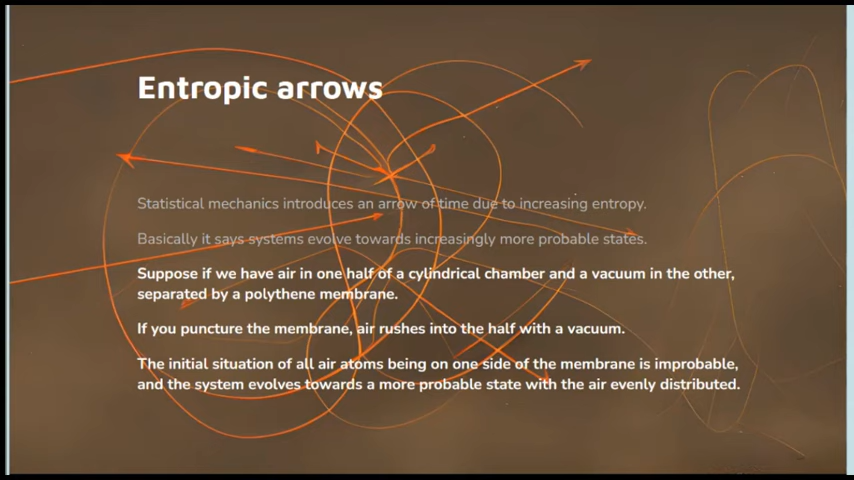 Entropic arrows
Statistical mechanics introduces an arrow of time due to increasing entropy.
Basically it says systems evolve towards increasingly more probable states.
Suppose if we have air in one half of a cylindrical chamber and a vacuum in the other,
separated by a polythene membrane.
If you puncture the membrane, air rushes into the half with a vacuum.
The initial situation of all air atoms being on one side of the membrane is improbable,
and the system evolves towards a more probable state with the air evenly distributed.